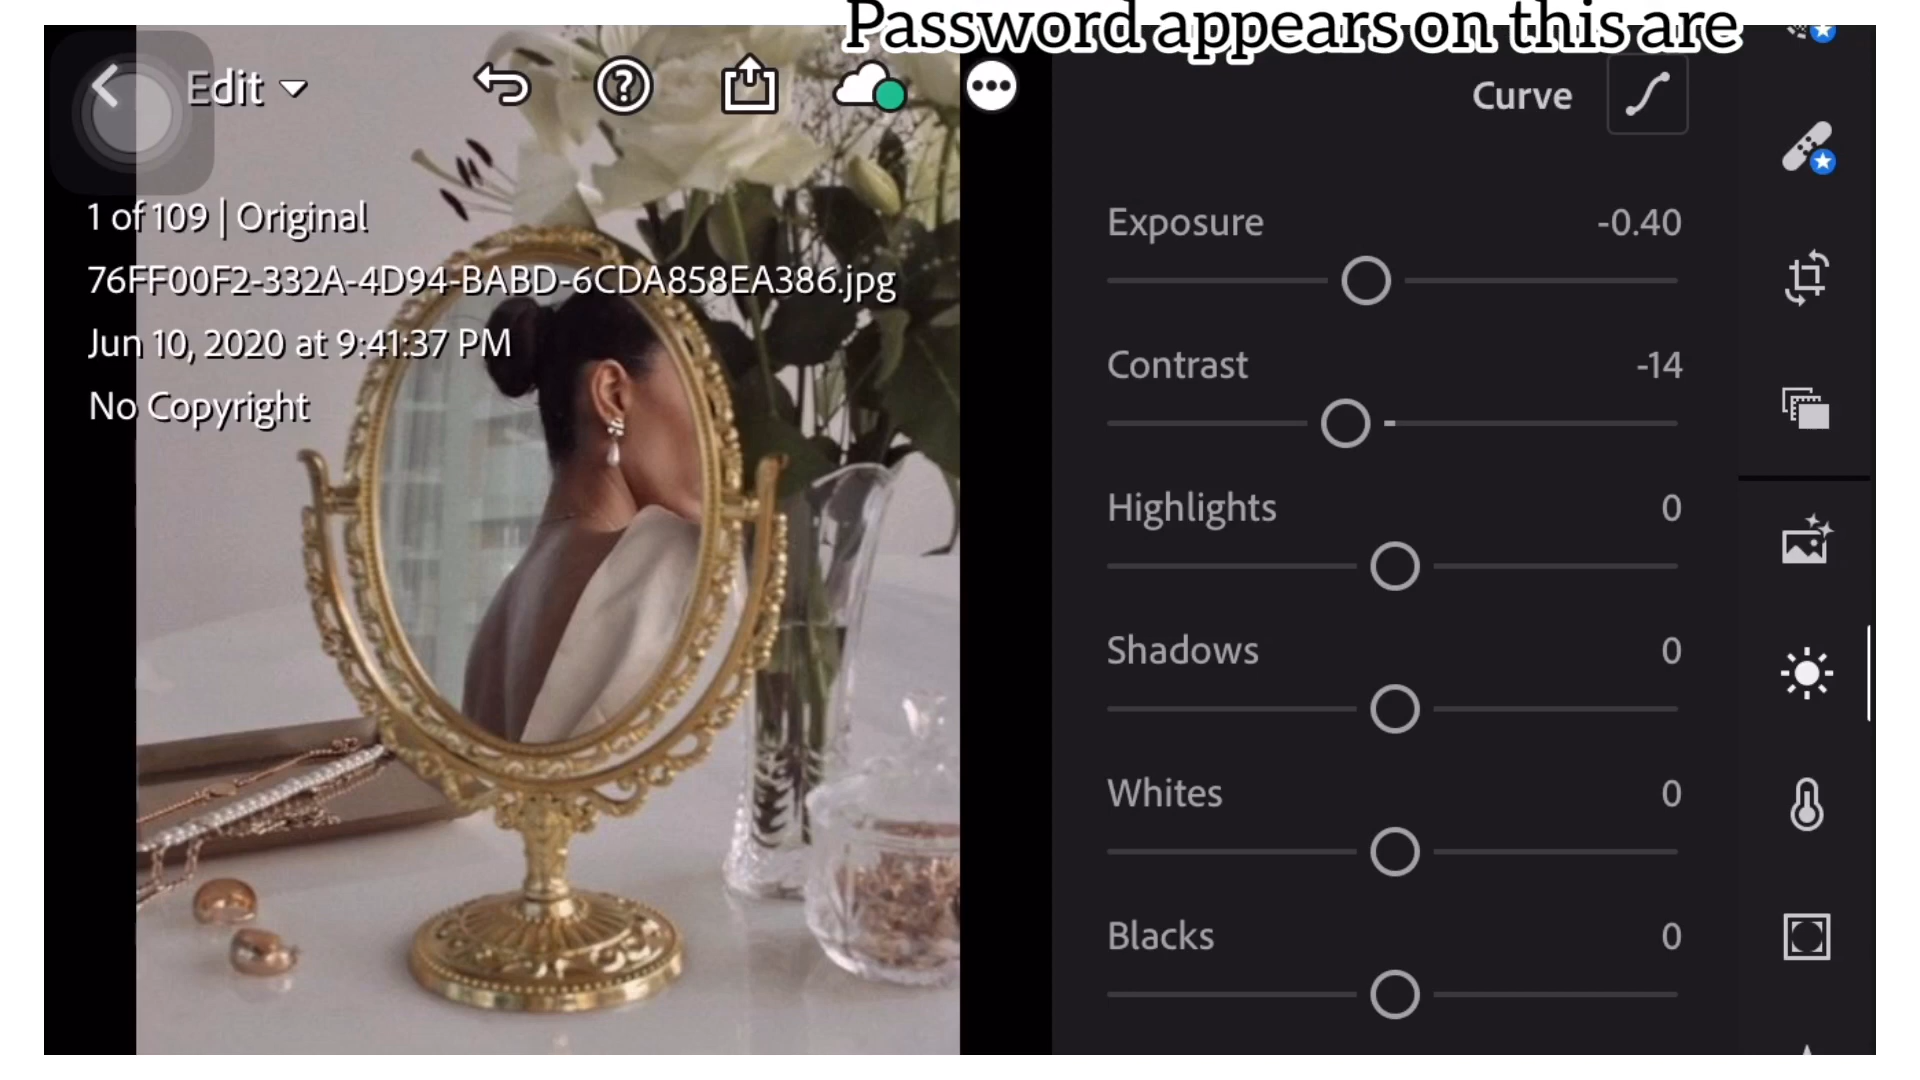 Password appears on this are
Edit
1 of 109 | Original
76FF00F2-332A-4D94-BABD-6CDA858EA386.jpg
Jun 10, 2020 at 9:41:37 PM
No Copyright
Curve
Exposure -0.40
Contrast -14
Highlights 0
Shadows 0
Whites 0
Blacks 0